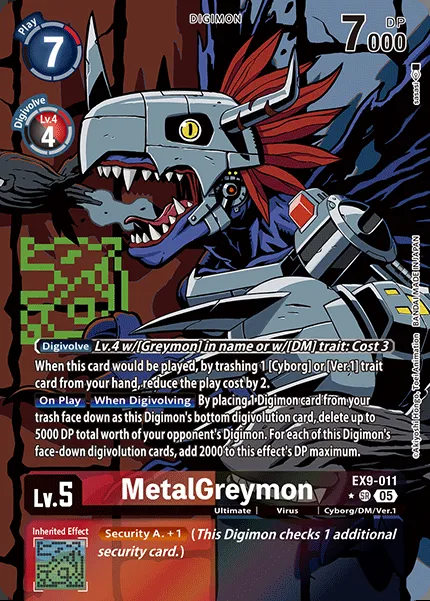 DIGIMON
Play
7
DP
7000
Digivolve
Lv.4
4
Digivolve Lv.4 w/[Greymon] in name or w/[DM] trait: Cost 3
When this card would be played, by trashing 1 [Cyborg] or [Ver.1] trait
card from your hand, reduce the play cost by 2.
On Play When Digivolving By placing 1 Digimon card from your
trash face down as this Digimon's bottom digivolution card, delete up to
5000 DP total worth of your opponent's Digimon. For each of this Digimon's
face-down digivolution cards, add 2000 to this effect's DP maximum.
©Akiyoshi Hongo, Toei Animation BANDAI MADE IN JAPAN
Lv.5
MetalGreymon
EX9-011
SR 05
Ultimate Virus Cyborg/DM/Ver.1
Inherited Effect
Security A. +1 (This Digimon checks 1 additional
security card.)